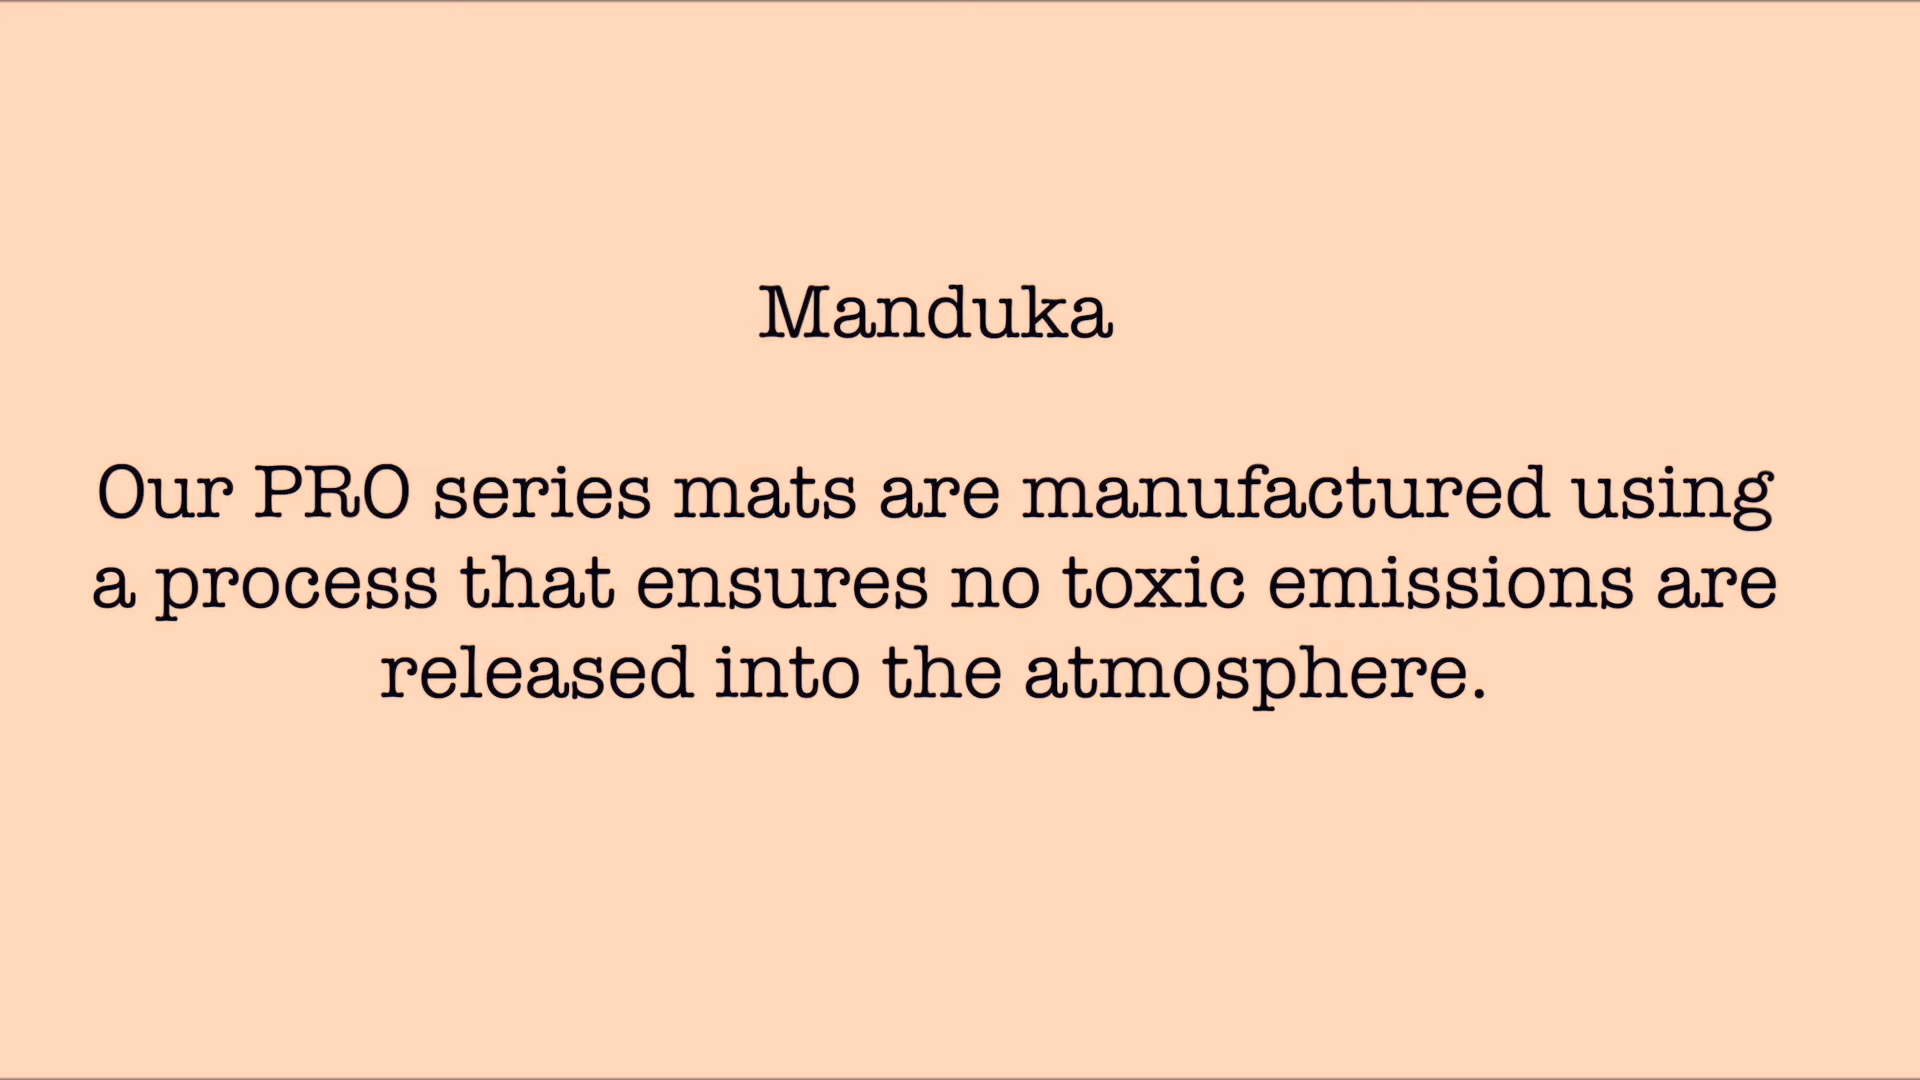 Manduka
Our PRO series mats are manufactured using
a process that ensures no toxic emissions are
released into the atmosphere.